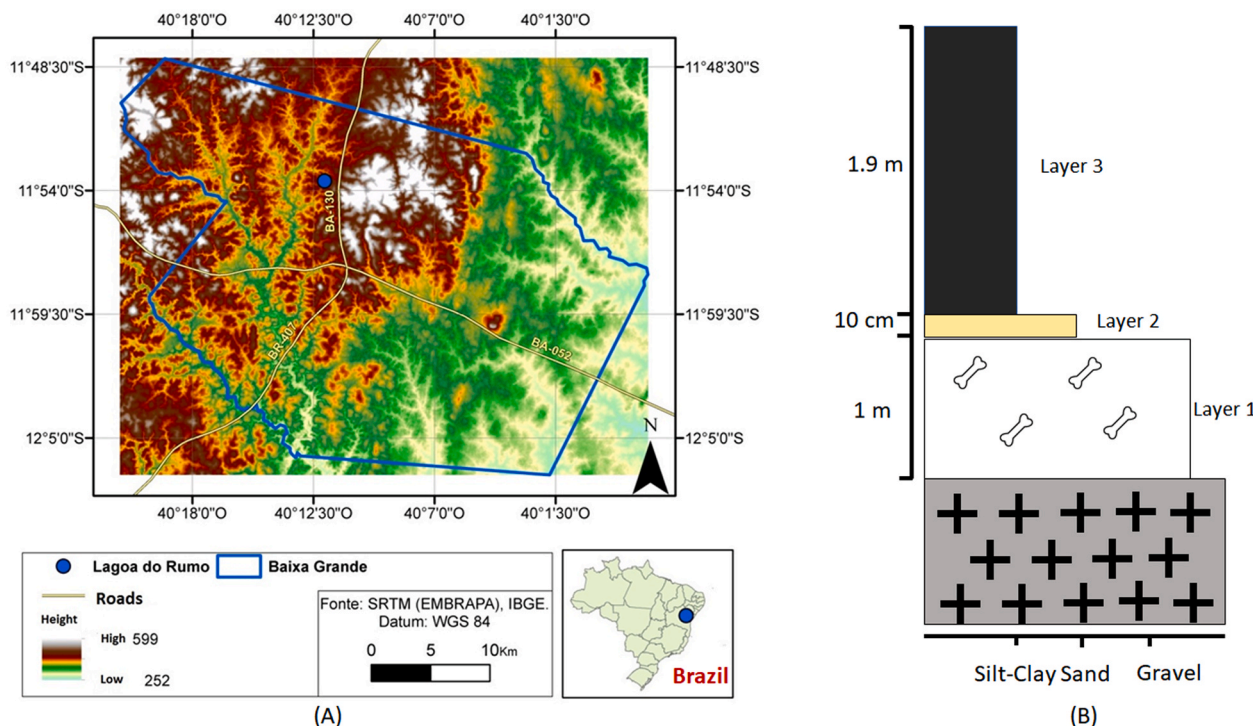 40°18'0"O 40°12'30"O 40°7'0"O 40°1'30"O
11°48'30"S 11°48'30"S
11°54'0"S 11°54'0"S
11°59'30"S 11°59'30"S
12°5'0"S 12°5'0"S
BA-130
BR-407
BA-052
N
40°18'0"O 40°12'30"O 40°7'0"O 40°1'30"O
Lagoa do Rumo Baixa Grande
Roads
Height
High 599
Low 252
Fonte: SRTM (EMBRAPA), IBGE.
Datum: WGS 84
0 5 10Km
Brazil
(A)
1.9 m
Layer 3
10 cm
Layer 2
1 m
Layer 1
Silt-Clay Sand Gravel
(B)